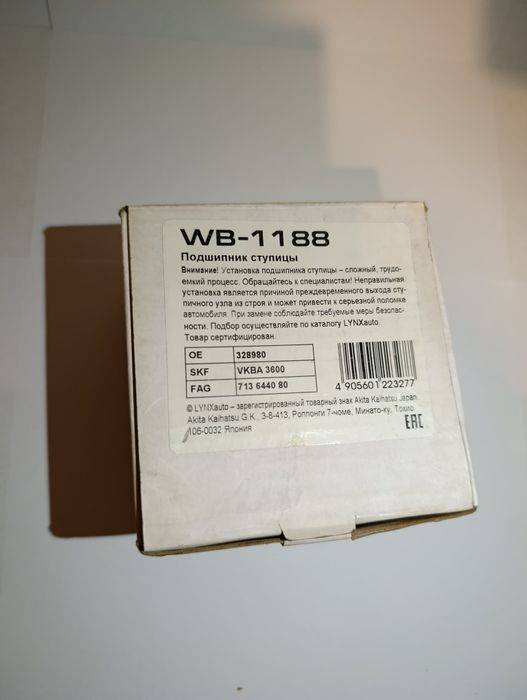 WB-1188
Подшипник ступицы
Внимание! Установка подшипника ступицы – сложный, трудо-
емкий процесс. Обращайтесь к специалистам! Неправильная
установка является причиной преждевременного выхода сту-
пичного узла из строя и может привести к серьезной поломке
автомобиля. При замене соблюдайте требуемые меры безопас-
ности. Подбор осуществляйте по каталогу LYNXauto.
Товар сертифицирован.
OE 328980
SKF VKBA 3600
FAG 713 6440 80
4 905601 223277
© LYNXauto – зарегистрированный товарный знак Akita Kaihatsu Japan.
Akita Kaihatsu G.K., 3-8-413, Роппонги 7-чоме, Минато-ку, Токио
106-0032 Япония
EAC